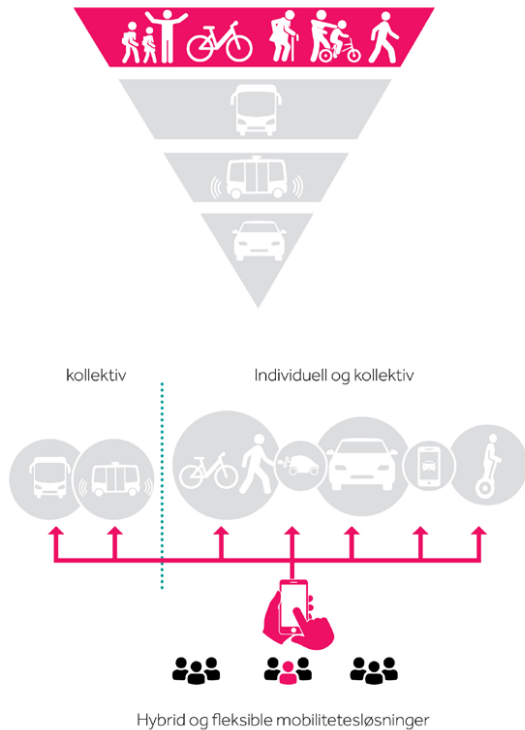 kollektiv
Individuell og kollektiv
Hybrid og fleksible mobilitetesløsninger